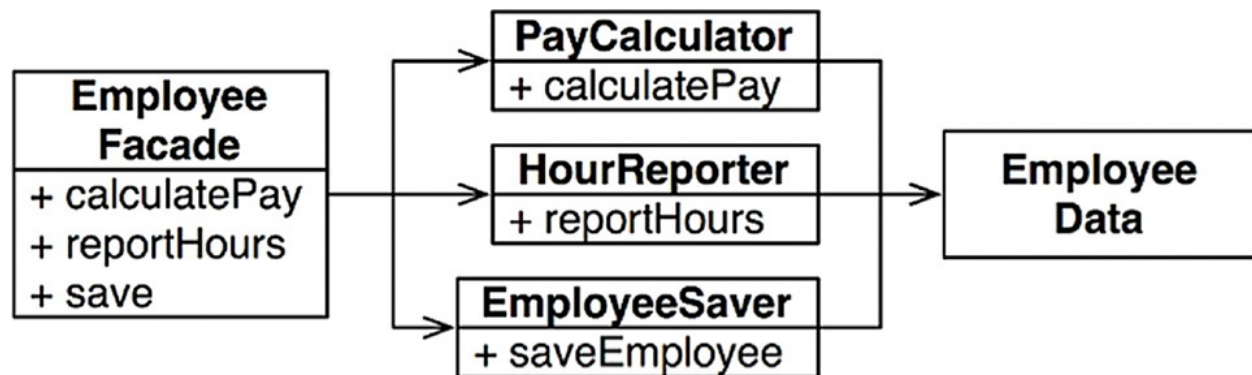 Employee
Facade
+ calculatePay
+ reportHours
+ save
PayCalculator
+ calculatePay
HourReporter
+ reportHours
EmployeeSaver
+ saveEmployee
Employee
Data